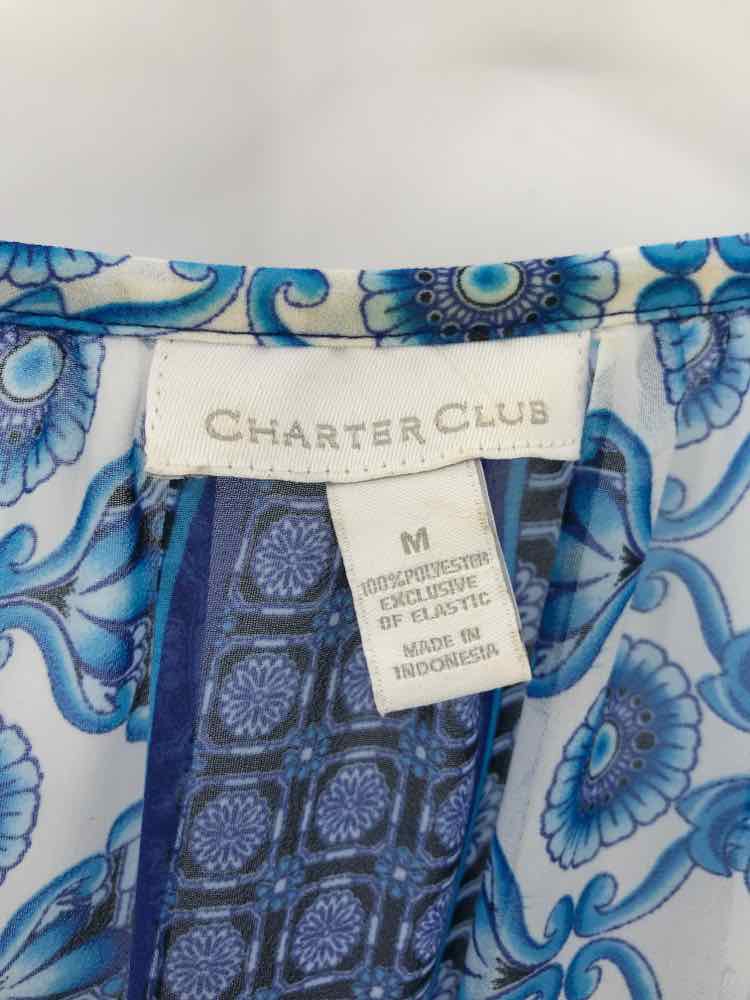 CHARTER CLUB
M
100%POLYESTER
EXCLUSIVE
OF ELASTIC
MADE IN
INDONESIA